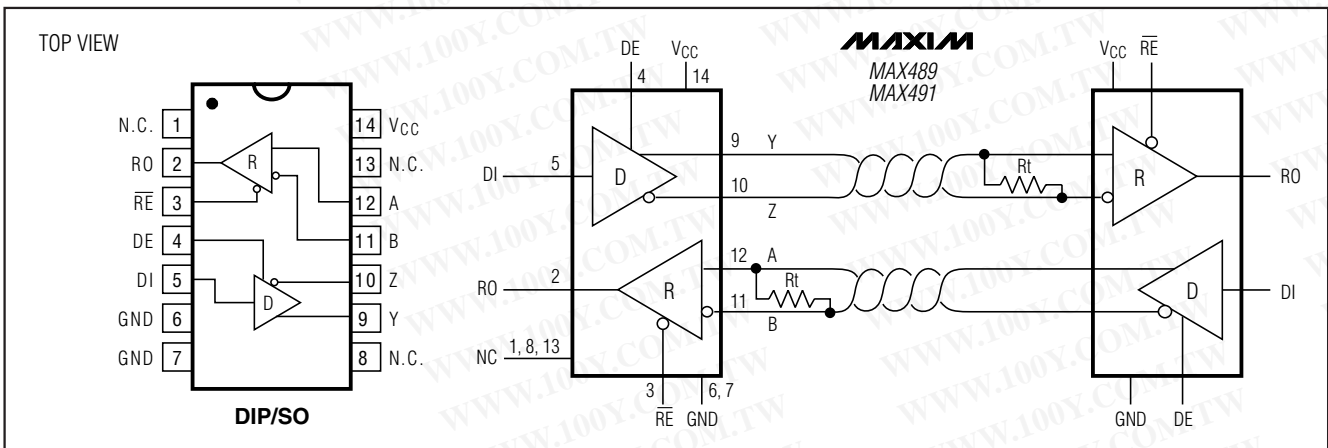 TOP VIEW
N.C. 1
RO 2
R̅E̅ 3
DE 4
DI 5
GND 6
GND 7
14 VCC
13 N.C.
12 A
11 B
10 Z
9 Y
8 N.C.
R
D
DIP/SO
MAXIM
MAX489
MAX491
DE
4
VCC
14
DI
5
D
9 Y
10
Z
Rt
RO
2
R
12 A
11
B
Rt
NC 1, 8, 13
3
R̅E̅
6, 7
GND
VCC
R̅E̅
R
RO
D
DI
GND
DE
WWW.100Y.COM.TW